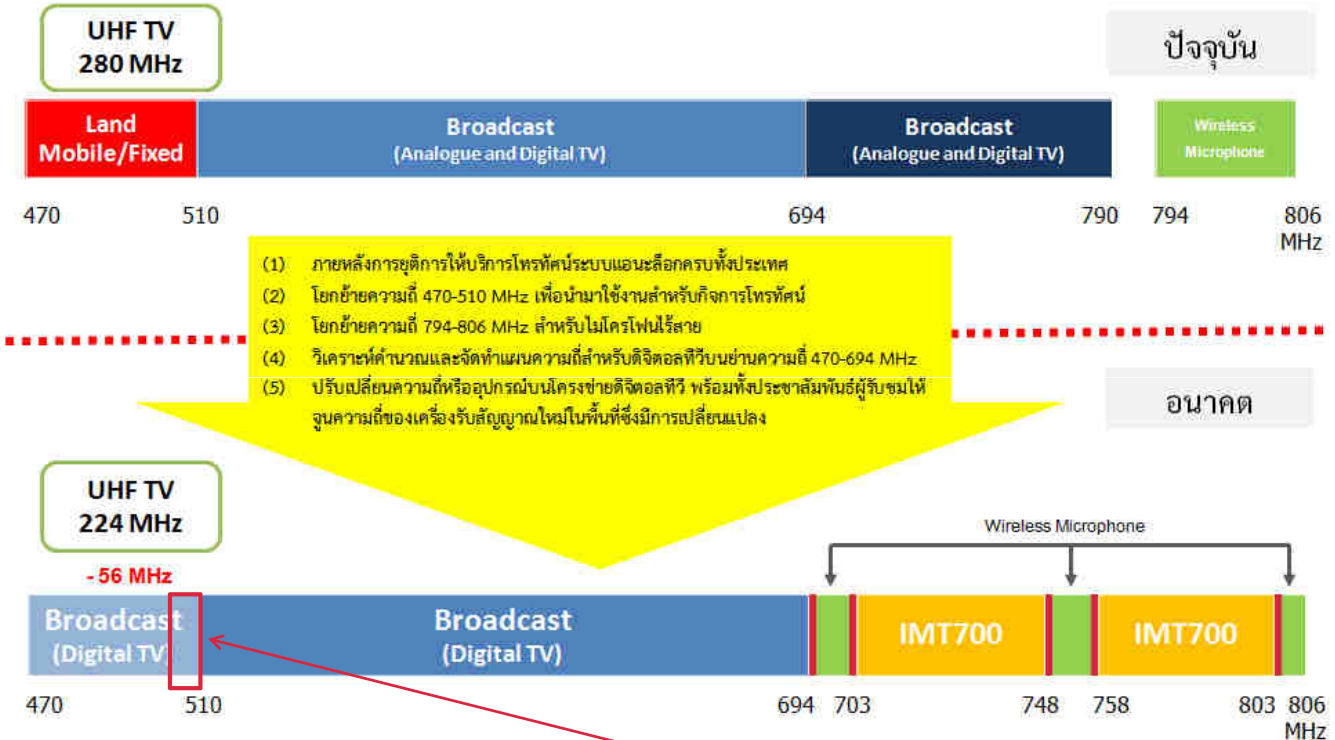 UHF TV
280 MHz
ปัจจุบัน
Land
Mobile/Fixed
Broadcast
(Analogue and Digital TV)
Broadcast
(Analogue and Digital TV)
Wireless
Microphone
470 510 694 790 794 806
MHz
(1) ภายหลังการยุติการให้บริการโทรทัศน์ระบบแอนะล็อกครบทั้งประเทศ
(2) โยกย้ายความถี่ 470-510 MHz เพื่อนำมาใช้งานสำหรับกิจการโทรทัศน์
(3) โยกย้ายความถี่ 794-806 MHz สำหรับไมโครโฟนไร้สาย
(4) วิเคราะห์คำนวณและจัดทำแผนความถี่สำหรับดิจิตอลทีวีบนย่านความถี่ 470-694 MHz
(5) ปรับเปลี่ยนความถี่หรืออุปกรณ์บนโครงข่ายดิจิตอลทีวี พร้อมทั้งประชาสัมพันธ์ผู้รับชมให้
จูนความถี่ของเครื่องรับสัญญาณใหม่ในพื้นที่ซึ่งมีการเปลี่ยนแปลง
อนาคต
UHF TV
224 MHz
- 56 MHz
Wireless Microphone
Broadcast
(Digital TV)
Broadcast
(Digital TV)
IMT700
IMT700
470 510 694 703 748 758 803 806
MHz